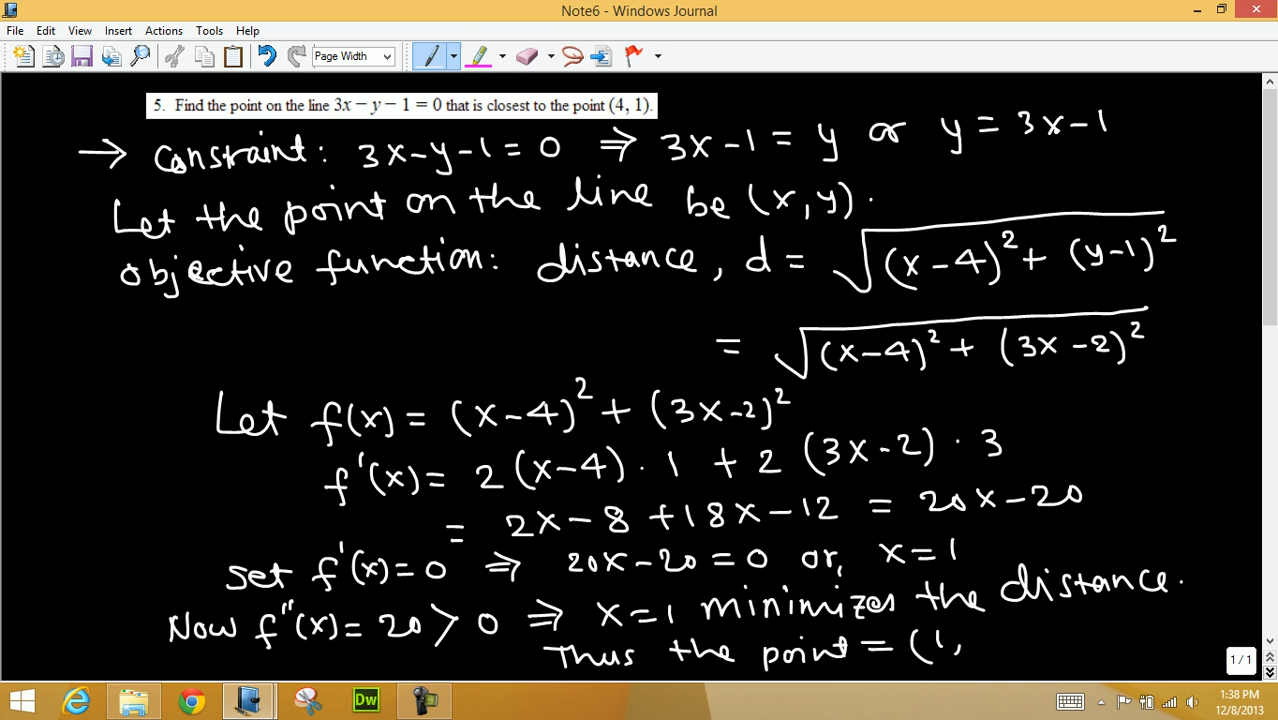 Note6 - Windows Journal
File Edit View Insert Actions Tools Help
Page Width
5. Find the point on the line 3x − y − 1 = 0 that is closest to the point (4, 1).
→ Constraint: 3x-y-1=0 ⇒ 3x-1 = y or y = 3x-1
Let the point on the line be (x,y).
Objective function: distance, d = √((x-4)² + (y-1)²)
= √((x-4)² + (3x-2)²)
Let f(x) = (x-4)² + (3x-2)²
f'(x) = 2(x-4)·1 + 2(3x-2)·3
= 2x-8+18x-12 = 20x-20
set f'(x)=0 ⇒ 20x-20=0 or, x=1
Now f''(x)=20>0 ⇒ x=1 minimizes the distance.
Thus the point = (1,
1/1
Dw
1:38 PM
12/8/2013